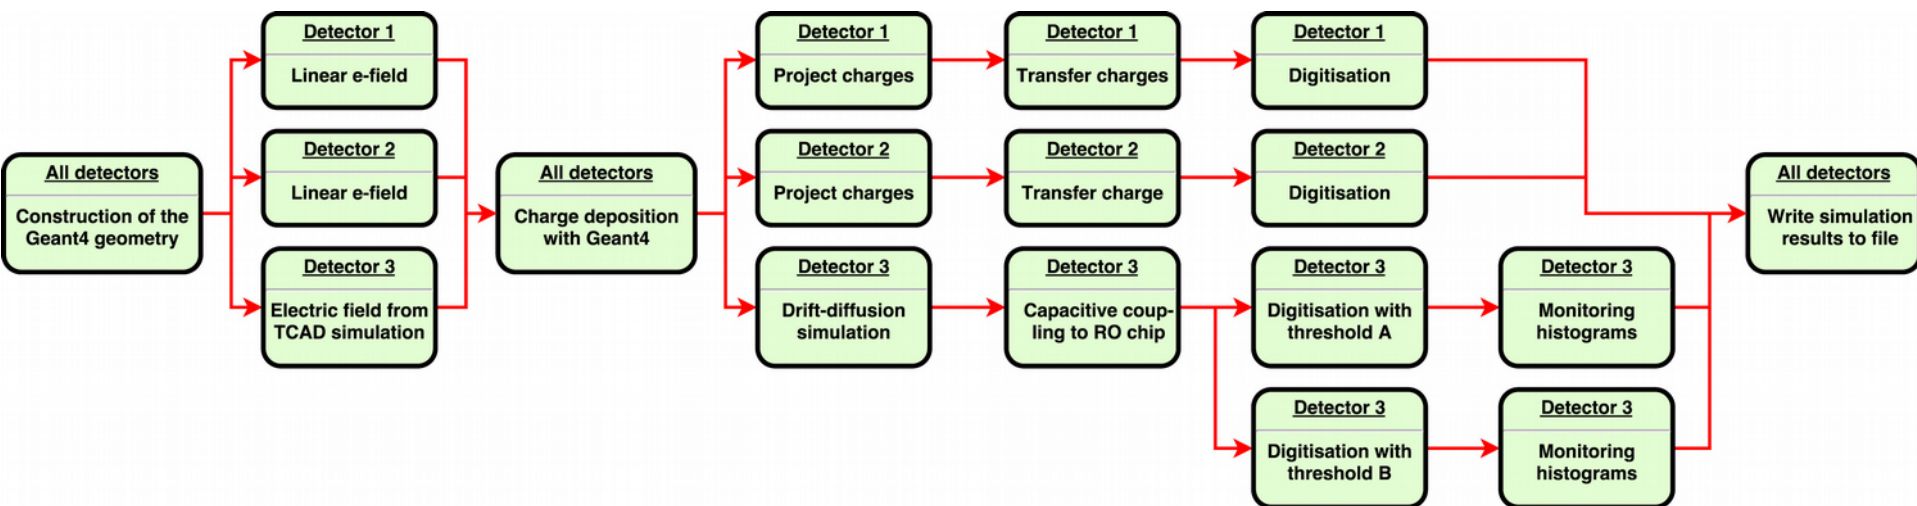 All detectors
Construction of the
Geant4 geometry
Detector 1
Linear e-field
Detector 2
Linear e-field
Detector 3
Electric field from
TCAD simulation
All detectors
Charge deposition
with Geant4
Detector 1
Project charges
Detector 1
Transfer charges
Detector 1
Digitisation
Detector 2
Project charges
Detector 2
Transfer charge
Detector 2
Digitisation
Detector 3
Drift-diffusion
simulation
Detector 3
Capacitive coup-
ling to RO chip
Detector 3
Digitisation with
threshold A
Detector 3
Monitoring
histograms
Detector 3
Digitisation with
threshold B
Detector 3
Monitoring
histograms
All detectors
Write simulation
results to file